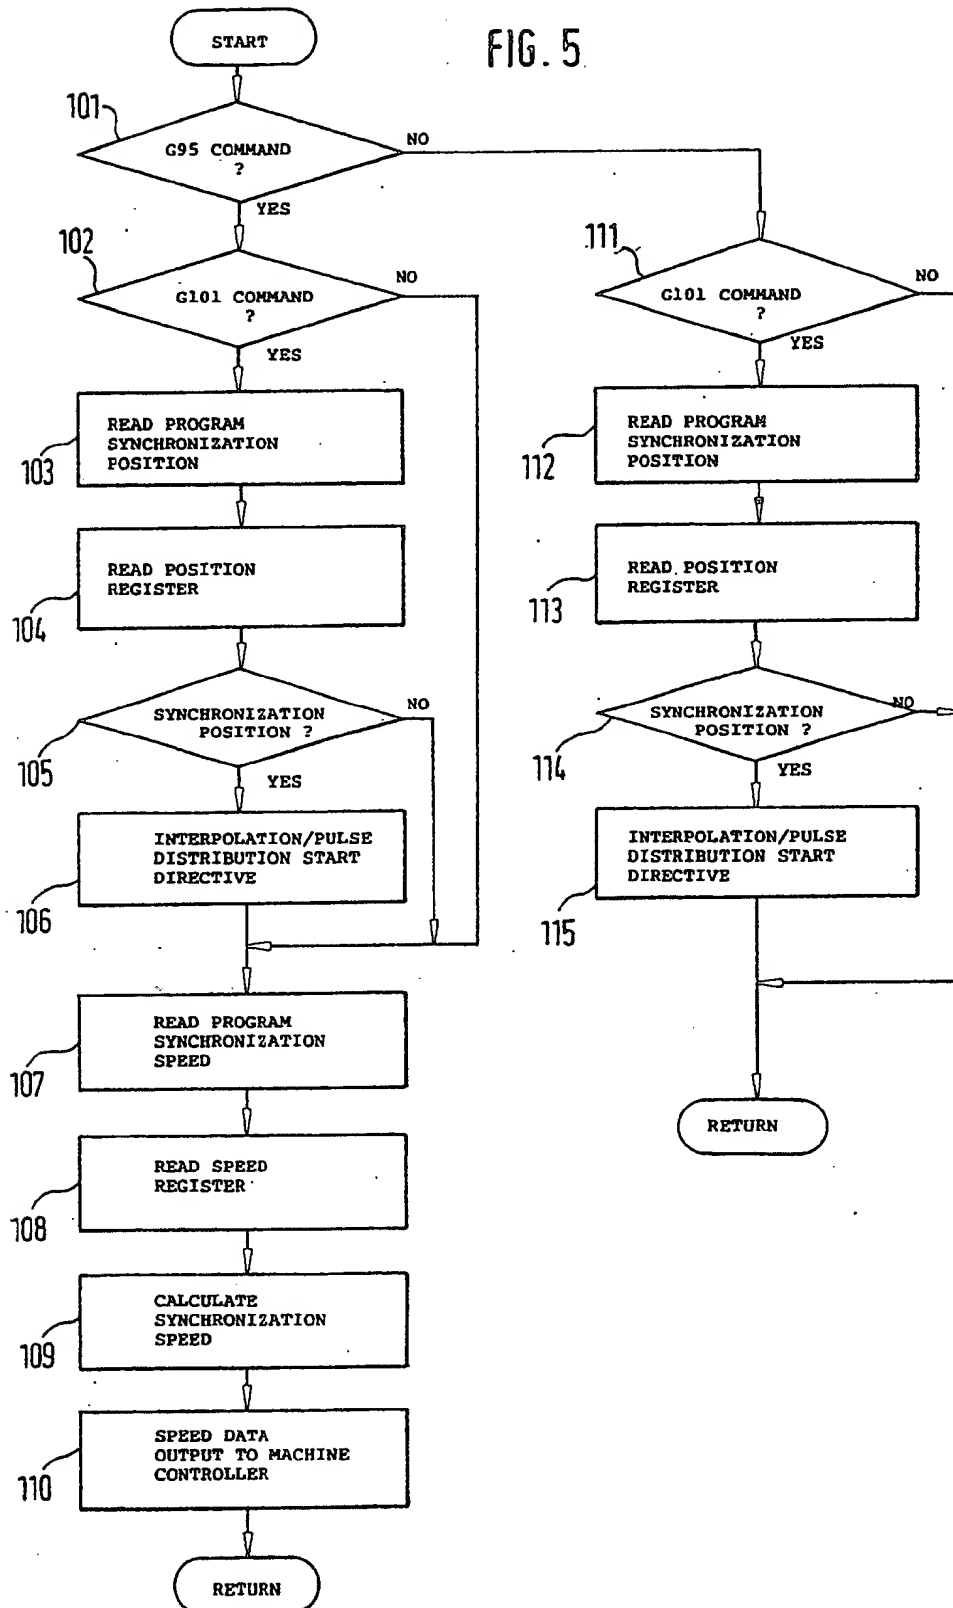 FIG. 5
START
101
G95 COMMAND
?
NO
YES
102
G101 COMMAND
?
NO
YES
103
READ PROGRAM
SYNCHRONIZATION
POSITION
104
READ POSITION
REGISTER
105
SYNCHRONIZATION
POSITION ?
NO
YES
106
INTERPOLATION/PULSE
DISTRIBUTION START
DIRECTIVE
107
READ PROGRAM
SYNCHRONIZATION
SPEED
108
READ SPEED
REGISTER
109
CALCULATE
SYNCHRONIZATION
SPEED
110
SPEED DATA
OUTPUT TO MACHINE
CONTROLLER
RETURN
111
G101 COMMAND
?
NO
YES
112
READ PROGRAM
SYNCHRONIZATION
POSITION
113
READ POSITION
REGISTER
114
SYNCHRONIZATION
POSITION ?
NO
YES
115
INTERPOLATION/PULSE
DISTRIBUTION START
DIRECTIVE
RETURN